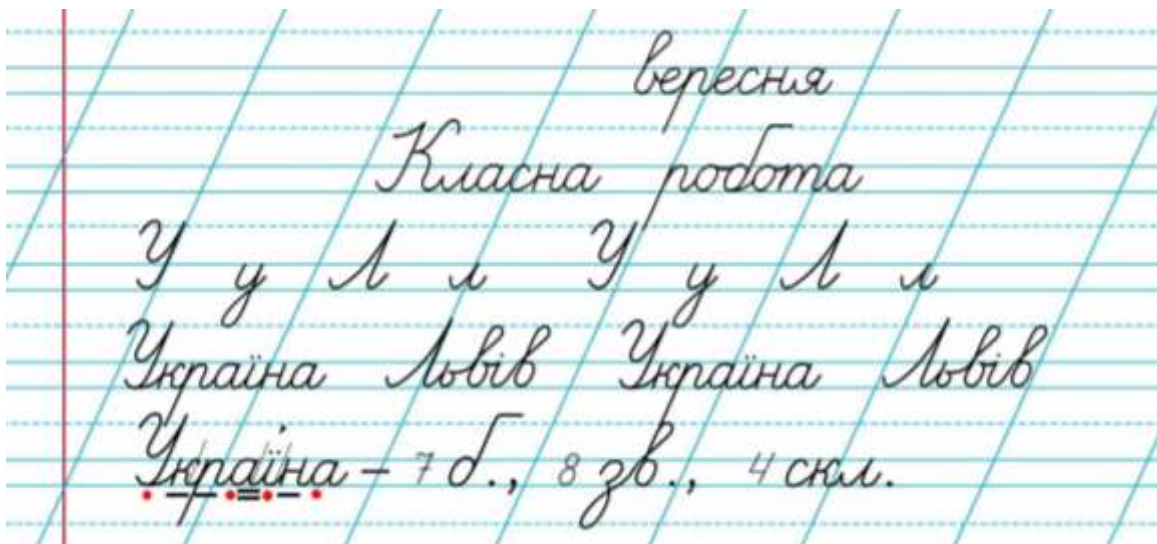 вересня
Класна робота
У у Л л У у Л л
Україна Львів Україна Львів
Україна – 7 б., 8 зв., 4 скл.